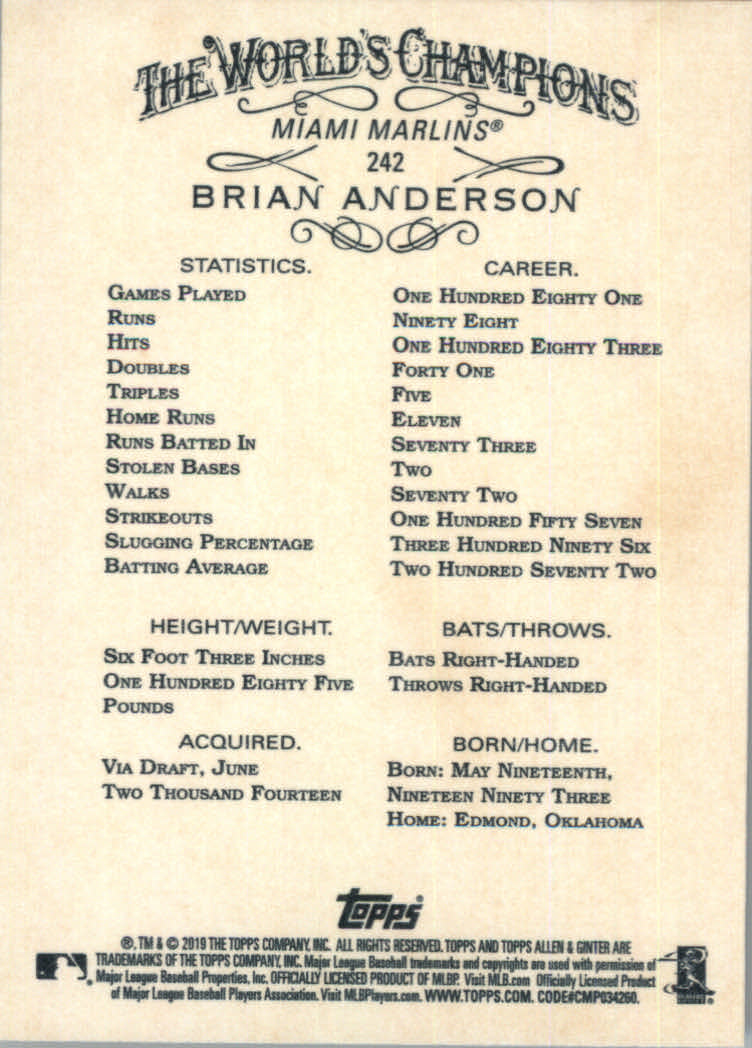 THE WORLD'S CHAMPIONS
MIAMI MARLINS®
242
BRIAN ANDERSON
STATISTICS. CAREER.
GAMES PLAYED ONE HUNDRED EIGHTY ONE
RUNS NINETY EIGHT
HITS ONE HUNDRED EIGHTY THREE
DOUBLES FORTY ONE
TRIPLES FIVE
HOME RUNS ELEVEN
RUNS BATTED IN SEVENTY THREE
STOLEN BASES TWO
WALKS SEVENTY TWO
STRIKEOUTS ONE HUNDRED FIFTY SEVEN
SLUGGING PERCENTAGE THREE HUNDRED NINETY SIX
BATTING AVERAGE TWO HUNDRED SEVENTY TWO
HEIGHT/WEIGHT.
SIX FOOT THREE INCHES
ONE HUNDRED EIGHTY FIVE
POUNDS
BATS/THROWS.
BATS RIGHT-HANDED
THROWS RIGHT-HANDED
ACQUIRED.
VIA DRAFT, JUNE
TWO THOUSAND FOURTEEN
BORN/HOME.
BORN: MAY NINETEENTH,
NINETEEN NINETY THREE
HOME: EDMOND, OKLAHOMA
topps®
®, TM & © 2019 THE TOPPS COMPANY, INC. ALL RIGHTS RESERVED. TOPPS AND TOPPS ALLEN & GINTER ARE
TRADEMARKS OF THE TOPPS COMPANY, INC. Major League Baseball trademarks and copyrights are used with permission of
Major League Baseball Properties, Inc. OFFICIALLY LICENSED PRODUCT OF MLBP. Visit MLB.com Officially Licensed Product
of Major League Baseball Players Association. Visit MLBPlayers.com. WWW.TOPPS.COM. CODE#CMP034260.